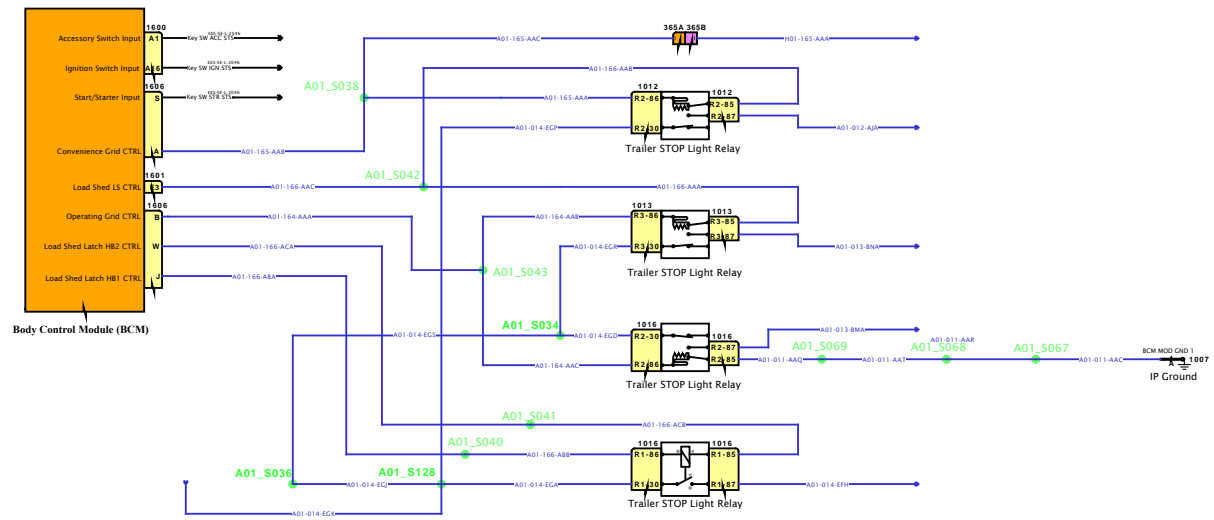 1600
Accessory Switch Input A1 Key SW ACC STS EES-SE-L-2046
Ignition Switch Input A16 Key SW IGN STS EES-SE-L-2046
1606
Start/Starter Input S Key SW STR STS EES-SE-L-2046
Convenience Grid CTRL A A01-165-AAB
1601
Load Shed LS CTRL E3 A01-166-AAC
1606
Operating Grid CTRL B A01-164-AAA
Load Shed Latch HB2 CTRL W A01-166-ACA
Load Shed Latch HB1 CTRL J A01-166-ABA
Body Control Module (BCM)
365A 365B
A01-165-AAC H01-165-AAA
A01-166-AAB
A01_S038
1012 1012
A01-165-AAA R2-86 R2-85
R2-87
A01-014-EGP R2-30 A01-012-AJA
Trailer STOP Light Relay
A01_S042 A01-166-AAA
1013 1013
A01-164-AAB R3-86 R3-85
R3-87
A01-014-EGR R3-30 A01-013-BNA
Trailer STOP Light Relay
A01_S043
A01_S034
1016 1016
A01-014-EGS A01-014-EGD R2-30 A01-013-BMA
R2-87
A01-011-AAR
A01_S069 A01_S068 A01_S067
A01-164-AAC R2-86 R2-85 A01-011-AAQ A01-011-AAT A01-011-AAC
BCM MOD GND 1
A 1007
IP Ground
Trailer STOP Light Relay
A01_S041 A01-166-ACB
A01_S040
1016 1016
A01-166-ABB R1-86 R1-85
A01_S036 A01_S128
A01-014-EGJ A01-014-EGA R1-30 R1-87 A01-014-EFH
Trailer STOP Light Relay
A01-014-EGK